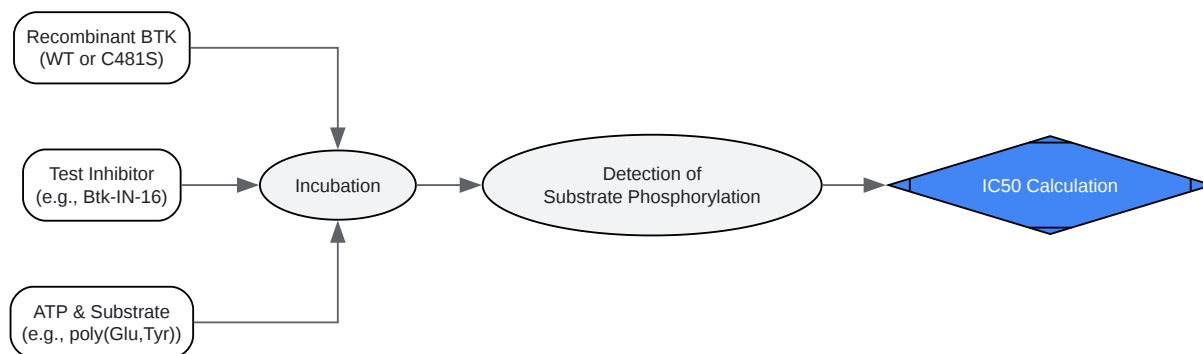 Recombinant BTK
(WT or C481S)
Test Inhibitor
(e.g., Btk-IN-16)
ATP & Substrate
(e.g., poly(Glu,Tyr))
Incubation
Detection of
Substrate Phosphorylation
IC50 Calculation